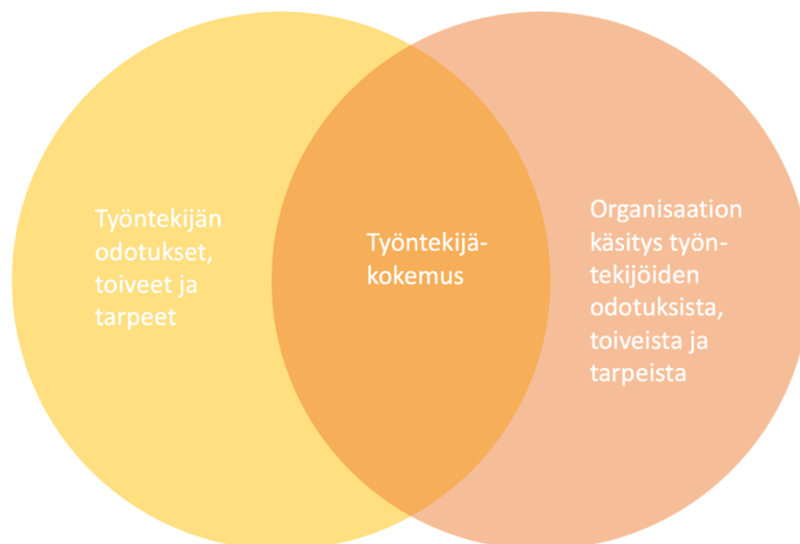 Työntekijän
odotukset,
toiveet ja
tarpeet
Työntekijä-
kokemus
Organisaation
käsitys työn-
tekijöiden
odotuksista,
toiveista ja
tarpeista